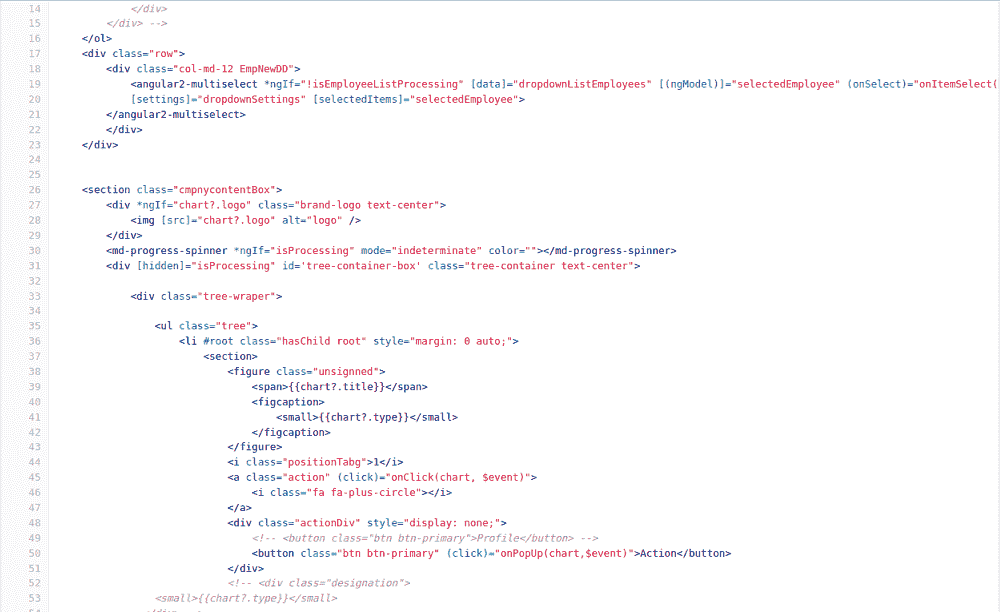 14 </div>
15 </div> -->
16 </ol>
17 <div class="row">
18 <div class="col-md-12 EmpNewDD">
19 <angular2-multiselect *ngIf="!isEmployeeListProcessing" [data]="dropdownListEmployees" [(ngModel)]="selectedEmployee" (onSelect)="onItemSelect(
20 [settings]="dropdownSettings" [selectedItems]="selectedEmployee">
21 </angular2-multiselect>
22 </div>
23 </div>
24
25
26 <section class="cmpnycontentBox">
27 <div *ngIf="chart?.logo" class="brand-logo text-center">
28 <img [src]="chart?.logo" alt="logo" />
29 </div>
30 <md-progress-spinner *ngIf="isProcessing" mode="indeterminate" color=""></md-progress-spinner>
31 <div [hidden]="isProcessing" id='tree-container-box' class="tree-container text-center">
32
33 <div class="tree-wraper">
34
35 <ul class="tree">
36 <li #root class="hasChild root" style="margin: 0 auto;">
37 <section>
38 <figure class="unsignned">
39 <span>{{chart?.title}}</span>
40 <figcaption>
41 <small>{{chart?.type}}</small>
42 </figcaption>
43 </figure>
44 <i class="positionTabg">1</i>
45 <a class="action" (click)="onClick(chart, $event)">
46 <i class="fa fa-plus-circle"></i>
47 </a>
48 <div class="actionDiv" style="display: none;">
49 <!-- <button class="btn btn-primary">Profile</button> -->
50 <button class="btn btn-primary" (click)="onPopUp(chart,$event)">Action</button>
51 </div>
52 <!-- <div class="designation">
53 <small>{{chart?.type}}</small>